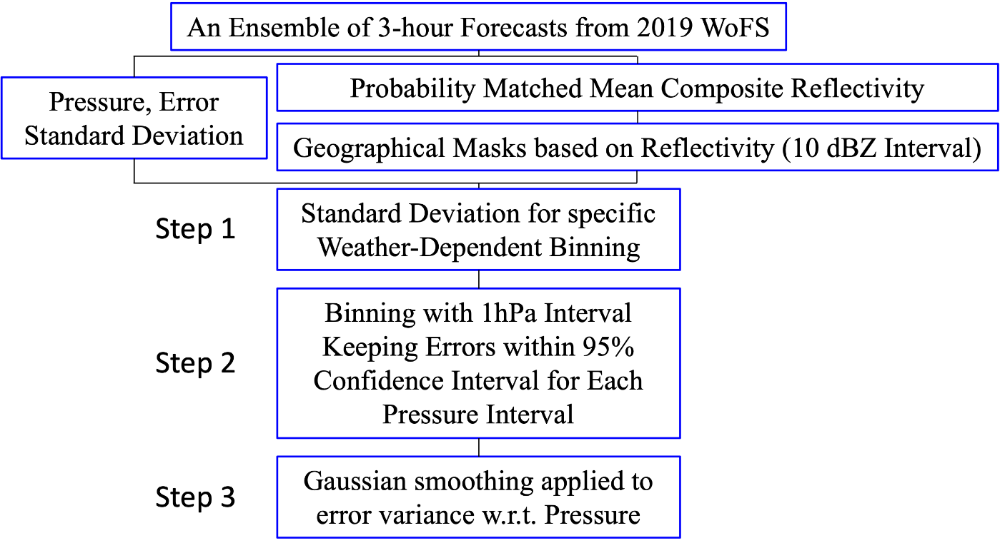 An Ensemble of 3-hour Forecasts from 2019 WoFS
Pressure, Error
Standard Deviation
Probability Matched Mean Composite Reflectivity
Geographical Masks based on Reflectivity (10 dBZ Interval)
Step 1
Standard Deviation for specific
Weather-Dependent Binning
Step 2
Binning with 1hPa Interval
Keeping Errors within 95%
Confidence Interval for Each
Pressure Interval
Step 3
Gaussian smoothing applied to
error variance w.r.t. Pressure